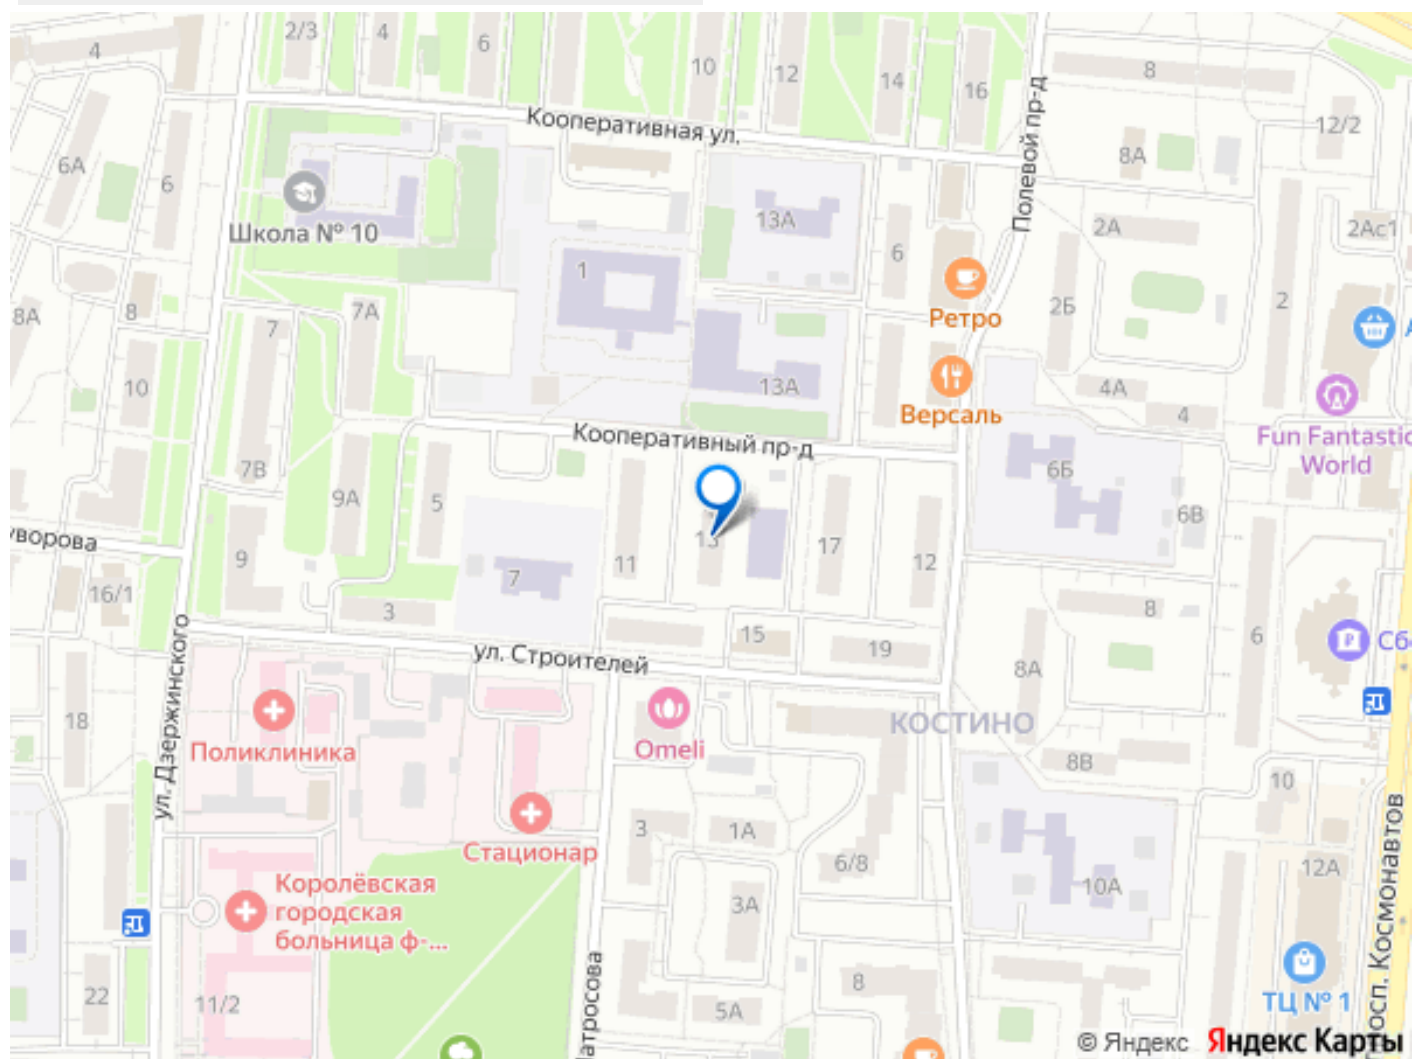 2/3
4
4
6
10
12
14
16
8
12/2
Кооперативная ул.
Полевой пр-д
8А
6А
6
Школа № 10
13А
2А
2Ас1
1
6
8А
8
7
7А
Ретро
2Б
2
10
13А
4А
4
Версаль
Fun Fantastic
World
Кооперативный пр-д
7В
9А
5
6Б
6В
уворова
9
11
13
17
12
16/1
7
3
15
19
8
8А
6
ул. Дзержинского
ул. Строителей
18
Поликлиника
Omeli
КОСТИНО
8В
10
Стационар
3
1А
6/8
10А
12А
Королёвская
городская
больница ф-...
3А
просп. Космонавтов
22
11/2
5А
8
ТЦ № 1
© Яндекс Яндекс Карты